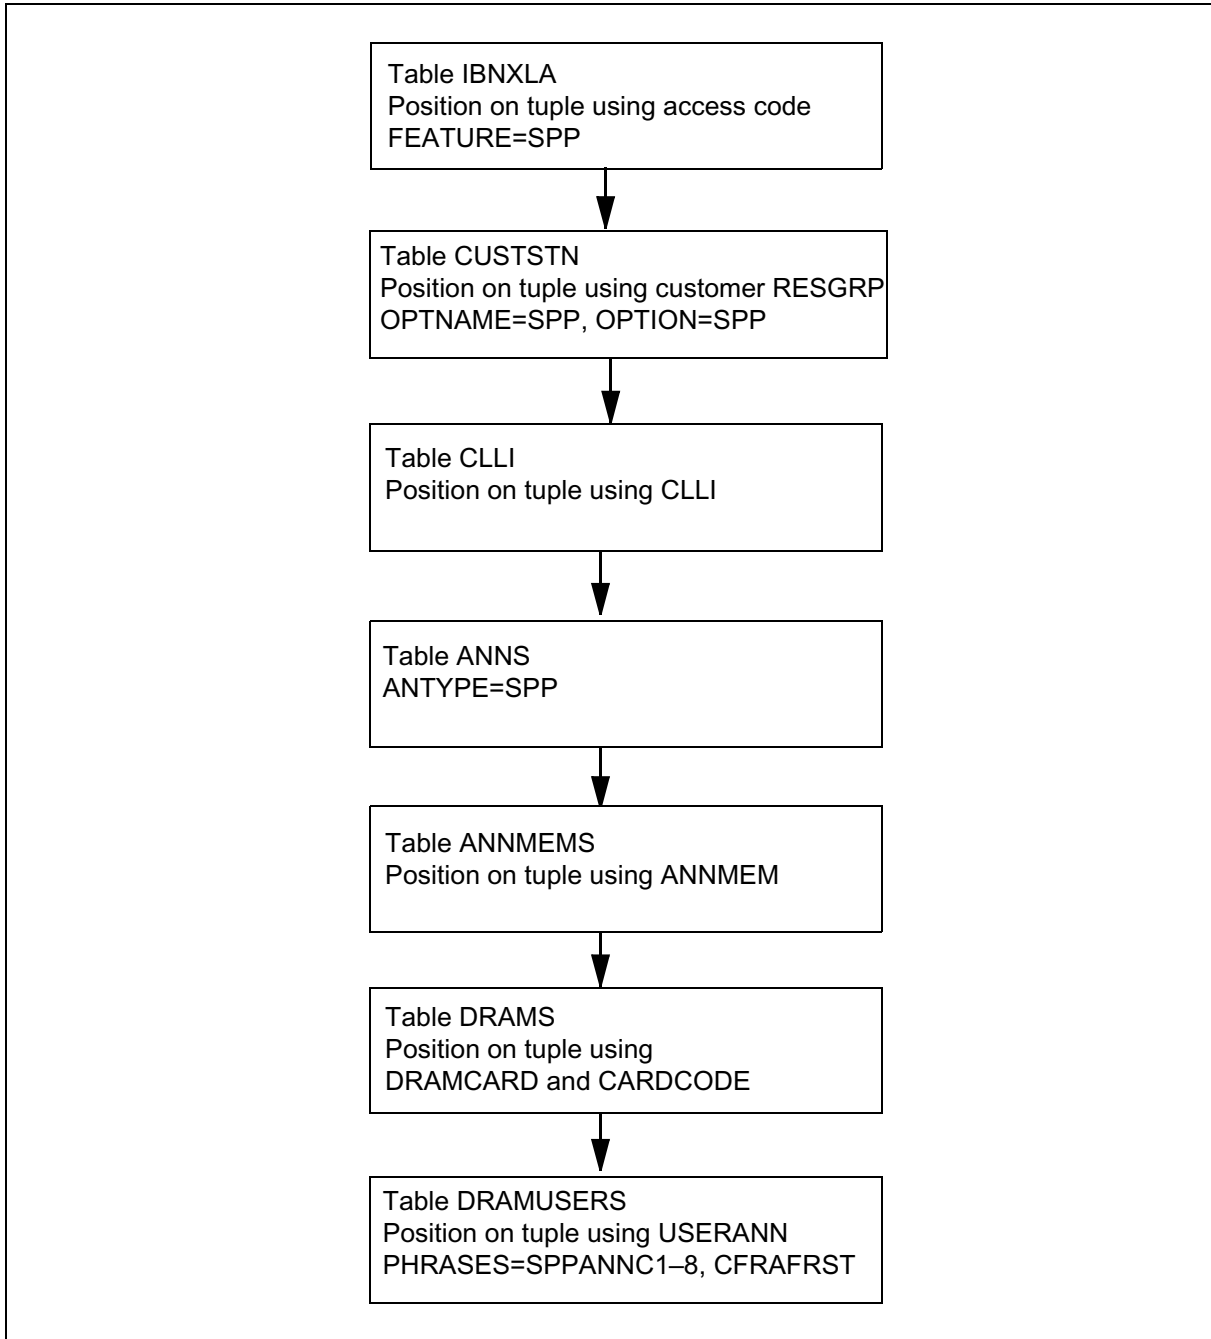 Table IBNXLA
Position on tuple using access code
FEATURE=SPP
Table CUSTSTN
Position on tuple using customer RESGRP
OPTNAME=SPP, OPTION=SPP
Table CLLI
Position on tuple using CLLI
Table ANNS
ANTYPE=SPP
Table ANNMEMS
Position on tuple using ANNMEM
Table DRAMS
Position on tuple using
DRAMCARD and CARDCODE
Table DRAMUSERS
Position on tuple using USERANN
PHRASES=SPPANNC1–8, CFRAFRST